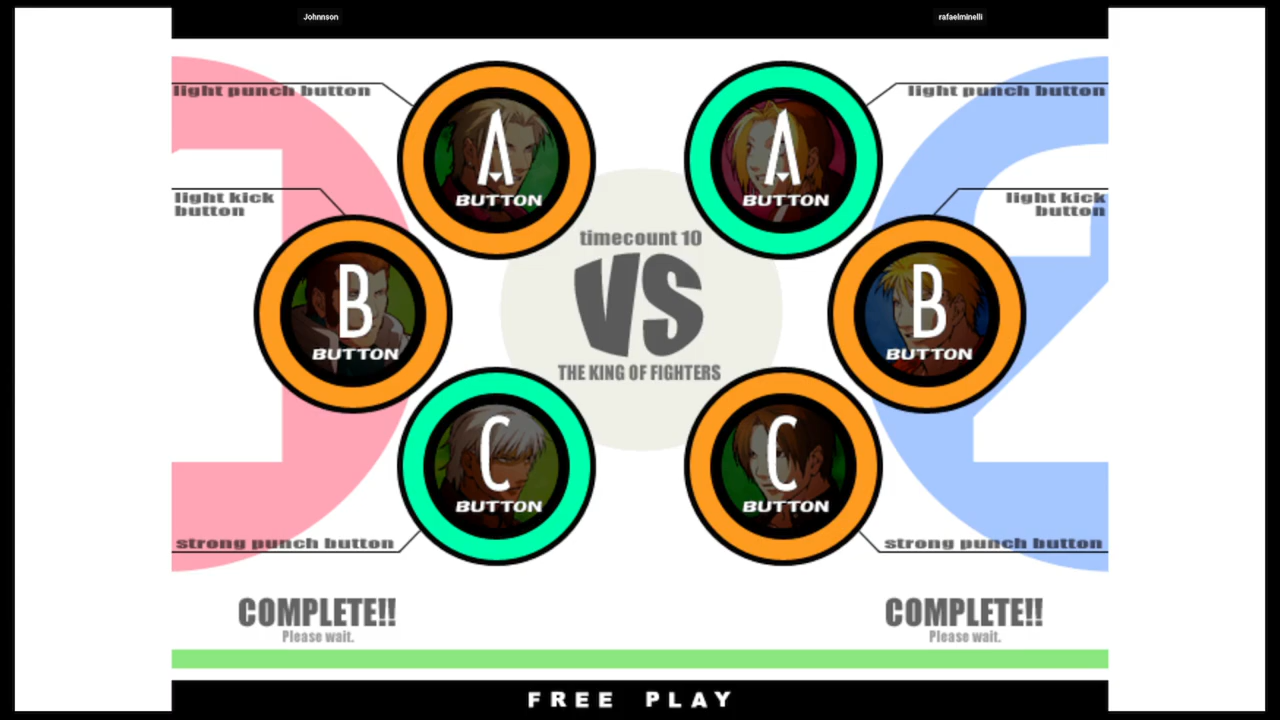 Johnnson
rafaelminelli
light punch button
light punch button
A
BUTTON
A
BUTTON
light kick
button
light kick
button
timecount 10
VS
THE KING OF FIGHTERS
B
BUTTON
B
BUTTON
C
BUTTON
C
BUTTON
strong punch button
strong punch button
1
2
COMPLETE!!
Please wait.
COMPLETE!!
Please wait.
FREE PLAY